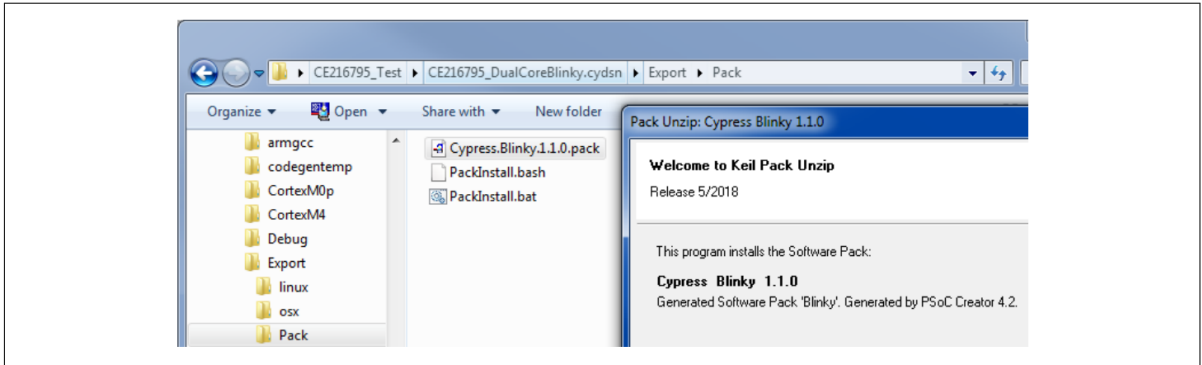 CE216795_Test CE216795_DualCoreBlinky.cydsn Export Pack
Organize Open Share with New folder
armgcc
codegentemp
CortexM0p
CortexM4
Debug
Export
linux
osx
Pack
Cypress.Blinky.1.1.0.pack
PackInstall.bash
PackInstall.bat
Pack Unzip: Cypress Blinky 1.1.0
Welcome to Keil Pack Unzip
Release 5/2018
This program installs the Software Pack:
Cypress Blinky 1.1.0
Generated Software Pack 'Blinky'. Generated by PSoC Creator 4.2.